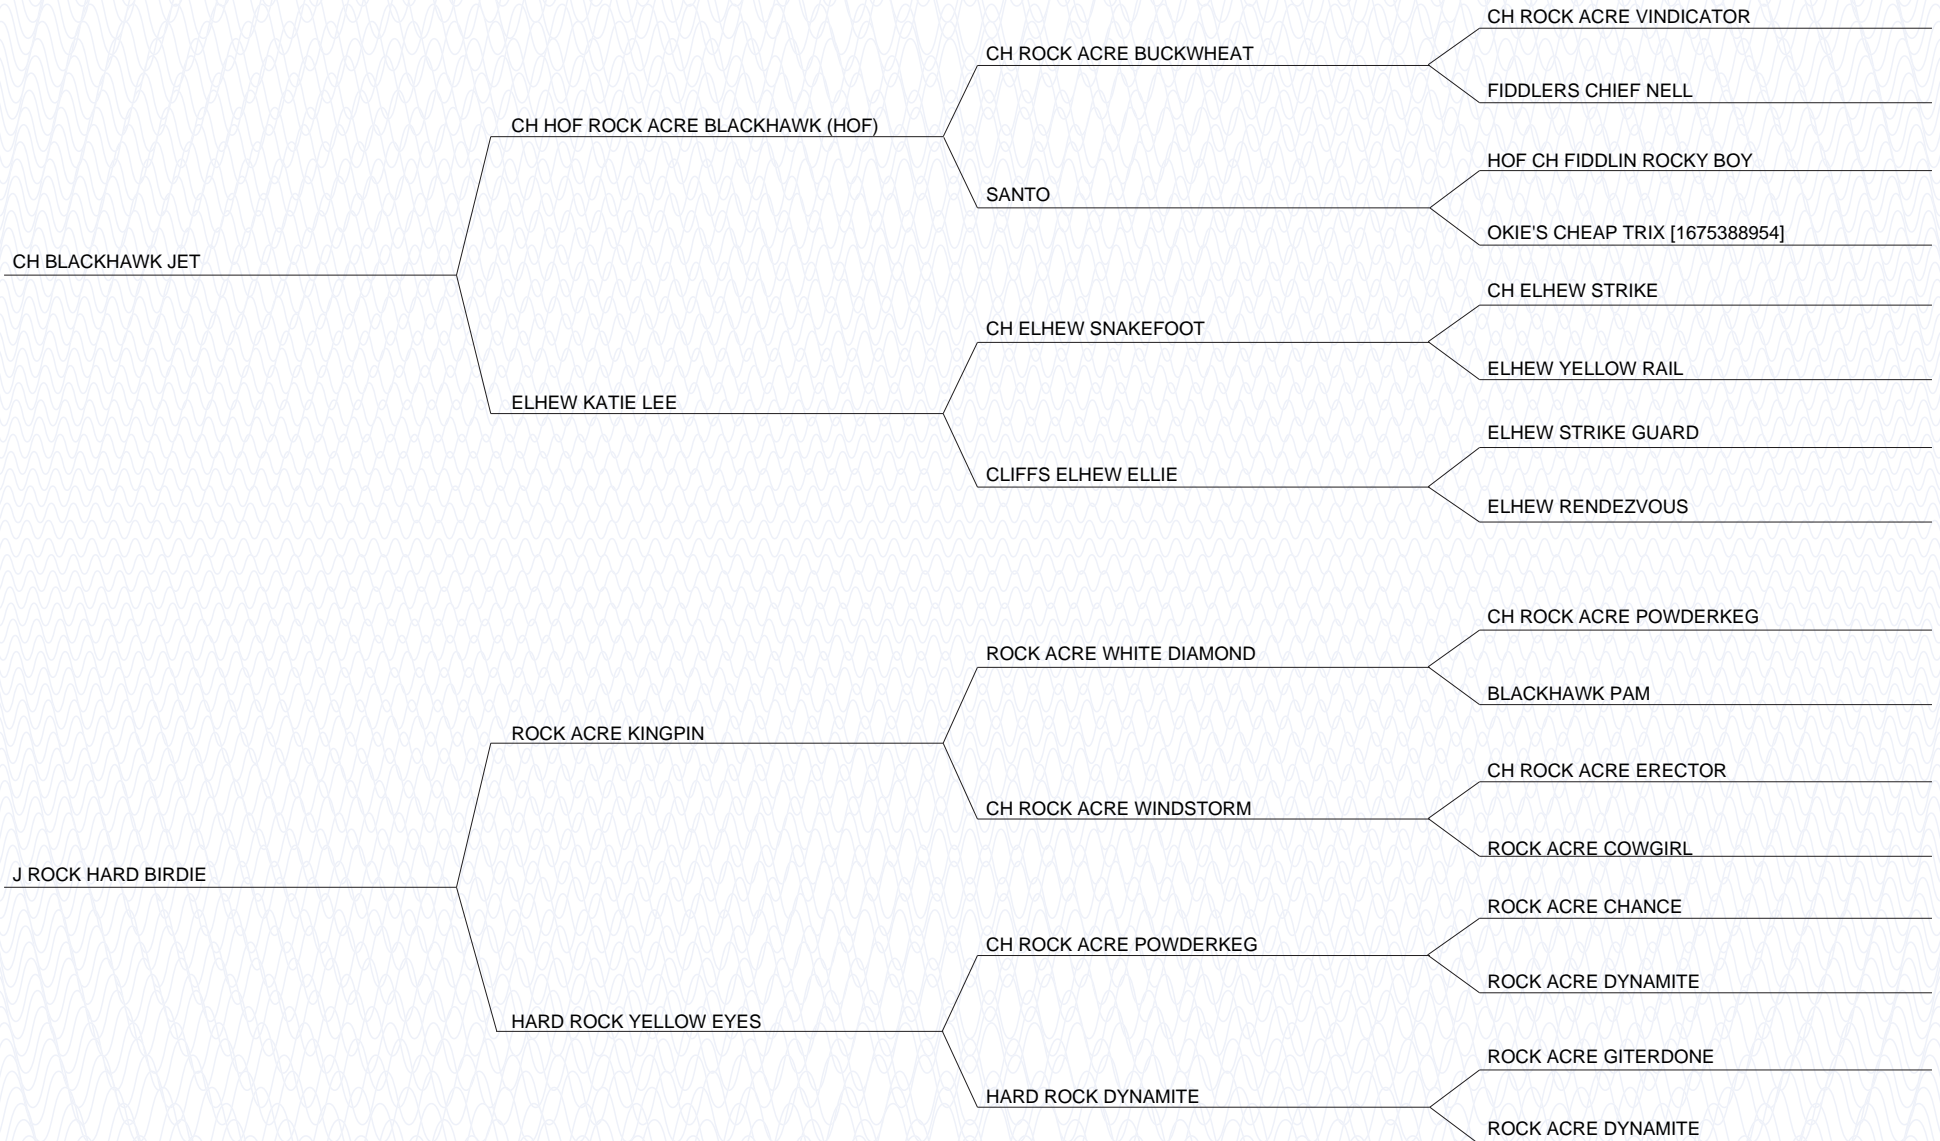 CH BLACKHAWK JET
CH HOF ROCK ACRE BLACKHAWK (HOF)
CH ROCK ACRE BUCKWHEAT
CH ROCK ACRE VINDICATOR
FIDDLERS CHIEF NELL
SANTO
HOF CH FIDDLIN ROCKY BOY
OKIE'S CHEAP TRIX [1675388954]
ELHEW KATIE LEE
CH ELHEW SNAKEFOOT
CH ELHEW STRIKE
ELHEW YELLOW RAIL
CLIFFS ELHEW ELLIE
ELHEW STRIKE GUARD
ELHEW RENDEZVOUS
J ROCK HARD BIRDIE
ROCK ACRE KINGPIN
ROCK ACRE WHITE DIAMOND
CH ROCK ACRE POWDERKEG
BLACKHAWK PAM
CH ROCK ACRE WINDSTORM
CH ROCK ACRE ERECTOR
ROCK ACRE COWGIRL
HARD ROCK YELLOW EYES
CH ROCK ACRE POWDERKEG
ROCK ACRE CHANCE
ROCK ACRE DYNAMITE
HARD ROCK DYNAMITE
ROCK ACRE GITERDONE
ROCK ACRE DYNAMITE